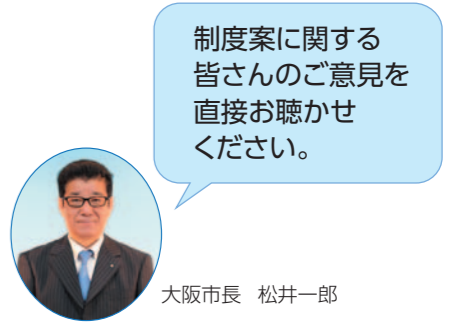 制度案に関する
皆さんのご意見を
直接お聴かせ
ください。
大阪市長 松井一郎